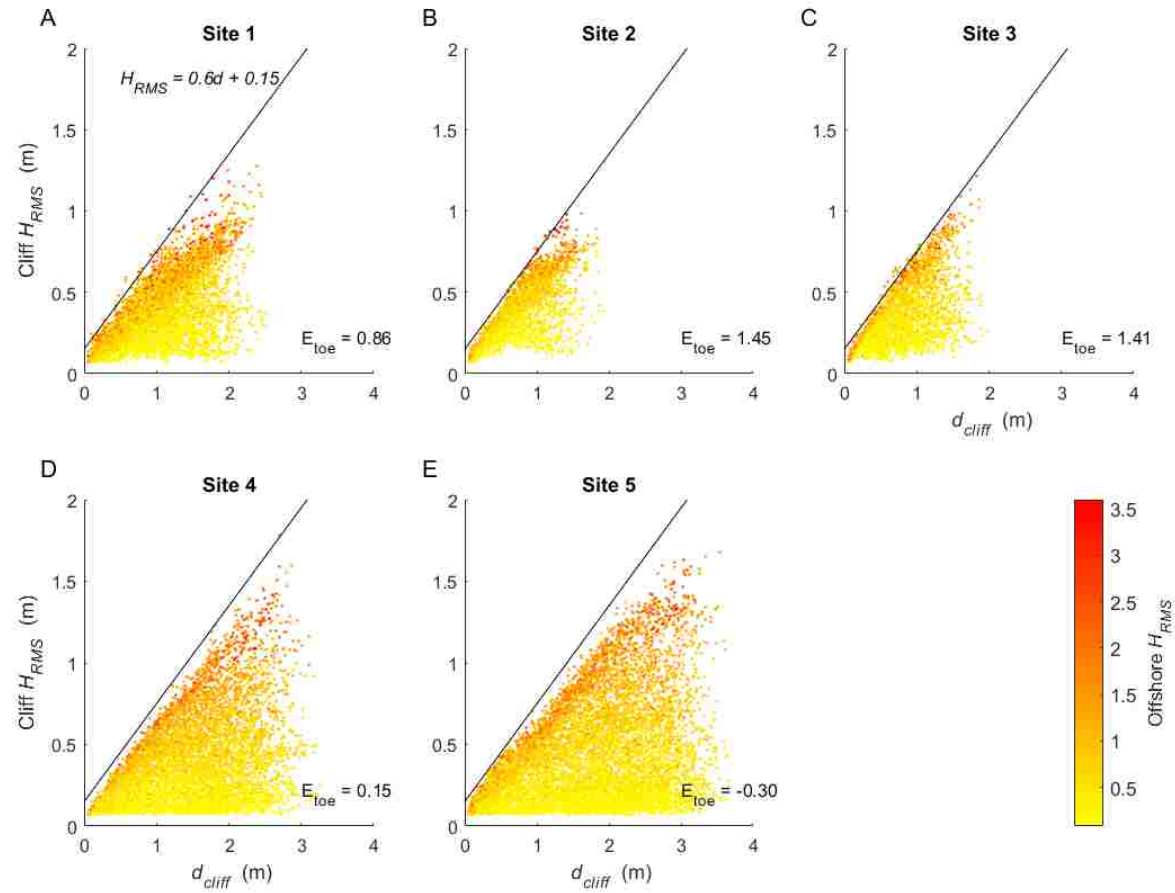 A
Site 1
B
Site 2
C
Site 3
H_RMS = 0.6d + 0.15
Cliff H_RMS (m)
2
1.5
1
0.5
0
E_toe = 0.86
0 1 2 3 4
2
1.5
1
0.5
0
E_toe = 1.45
0 1 2 3 4
2
1.5
1
0.5
0
E_toe = 1.41
0 1 2 3 4
d_cliff (m)
D
Site 4
E
Site 5
Cliff H_RMS (m)
2
1.5
1
0.5
0
E_toe = 0.15
0 1 2 3 4
d_cliff (m)
2
1.5
1
0.5
0
E_toe = -0.30
0 1 2 3 4
d_cliff (m)
3.5
3
2.5
2
1.5
1
0.5
Offshore H_RMS